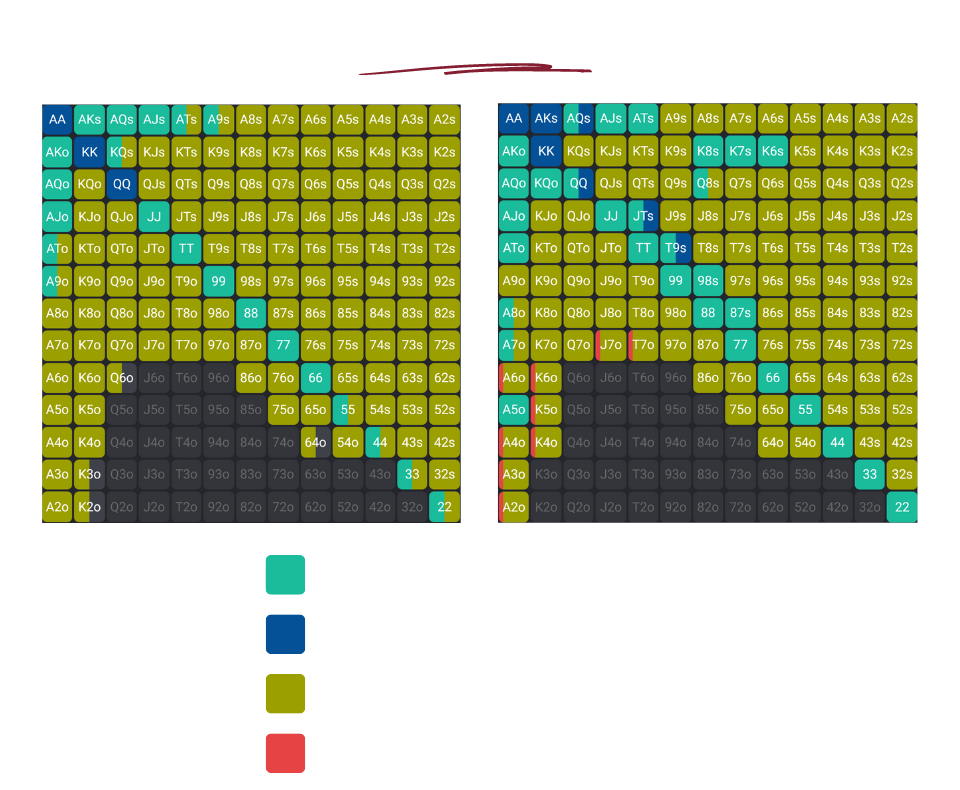 AA AKs AQs AJs ATs A9s A8s A7s A6s A5s A4s A3s A2s
AKo KK KQs KJs KTs K9s K8s K7s K6s K5s K4s K3s K2s
AQo KQo QQ QJs QTs Q9s Q8s Q7s Q6s Q5s Q4s Q3s Q2s
AJo KJo QJo JJ JTs J9s J8s J7s J6s J5s J4s J3s J2s
ATo KTo QTo JTo TT T9s T8s T7s T6s T5s T4s T3s T2s
A9o K9o Q9o J9o T9o 99 98s 97s 96s 95s 94s 93s 92s
A8o K8o Q8o J8o T8o 98o 88 87s 86s 85s 84s 83s 82s
A7o K7o Q7o J7o T7o 97o 87o 77 76s 75s 74s 73s 72s
A6o K6o Q6o J6o T6o 96o 86o 76o 66 65s 64s 63s 62s
A5o K5o Q5o J5o T5o 95o 85o 75o 65o 55 54s 53s 52s
A4o K4o Q4o J4o T4o 94o 84o 74o 64o 54o 44 43s 42s
A3o K3o Q3o J3o T3o 93o 83o 73o 63o 53o 43o 33 32s
A2o K2o Q2o J2o T2o 92o 82o 72o 62o 52o 42o 32o 22
AA AKs AQs AJs ATs A9s A8s A7s A6s A5s A4s A3s A2s
AKo KK KQs KJs KTs K9s K8s K7s K6s K5s K4s K3s K2s
AQo KQo QQ QJs QTs Q9s Q8s Q7s Q6s Q5s Q4s Q3s Q2s
AJo KJo QJo JJ JTs J9s J8s J7s J6s J5s J4s J3s J2s
ATo KTo QTo JTo TT T9s T8s T7s T6s T5s T4s T3s T2s
A9o K9o Q9o J9o T9o 99 98s 97s 96s 95s 94s 93s 92s
A8o K8o Q8o J8o T8o 98o 88 87s 86s 85s 84s 83s 82s
A7o K7o Q7o J7o T7o 97o 87o 77 76s 75s 74s 73s 72s
A6o K6o Q6o J6o T6o 96o 86o 76o 66 65s 64s 63s 62s
A5o K5o Q5o J5o T5o 95o 85o 75o 65o 55 54s 53s 52s
A4o K4o Q4o J4o T4o 94o 84o 74o 64o 54o 44 43s 42s
A3o K3o Q3o J3o T3o 93o 83o 73o 63o 53o 43o 33 32s
A2o K2o Q2o J2o T2o 92o 82o 72o 62o 52o 42o 32o 22